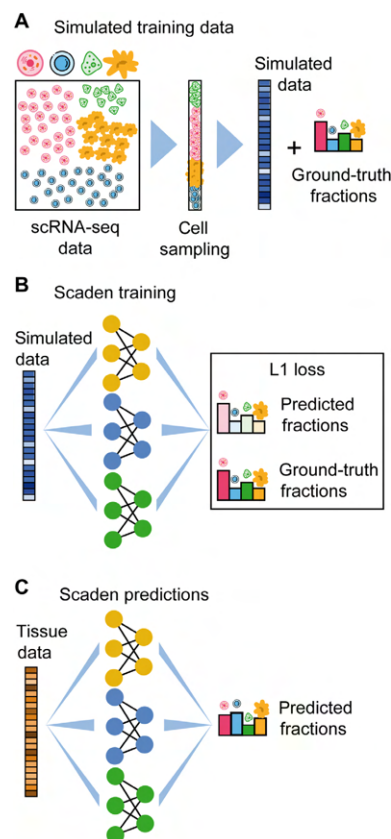 A
Simulated training data
Simulated
data
scRNA-seq
data
Cell
sampling
Ground-truth
fractions
B
Scaden training
Simulated
data
L1 loss
Predicted
fractions
Ground-truth
fractions
C
Scaden predictions
Tissue
data
Predicted
fractions